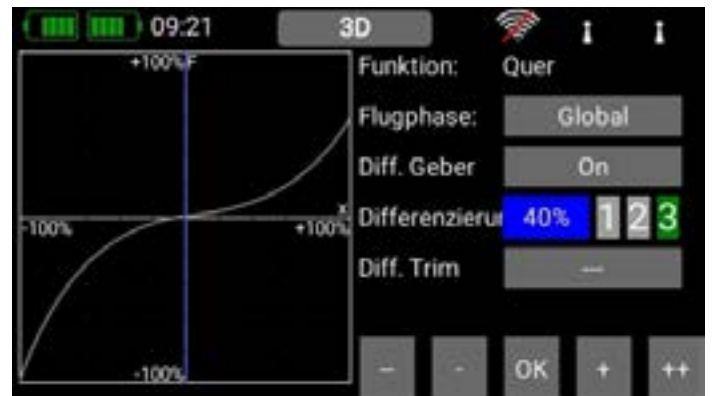 09:21 3D
+100% F
Funktion: Quer
Flugphase: Global
Diff. Geber On
-100% +100% x
Differenzierur 40% 1 2 3
Diff. Trim ---
-100%
-- - OK + ++